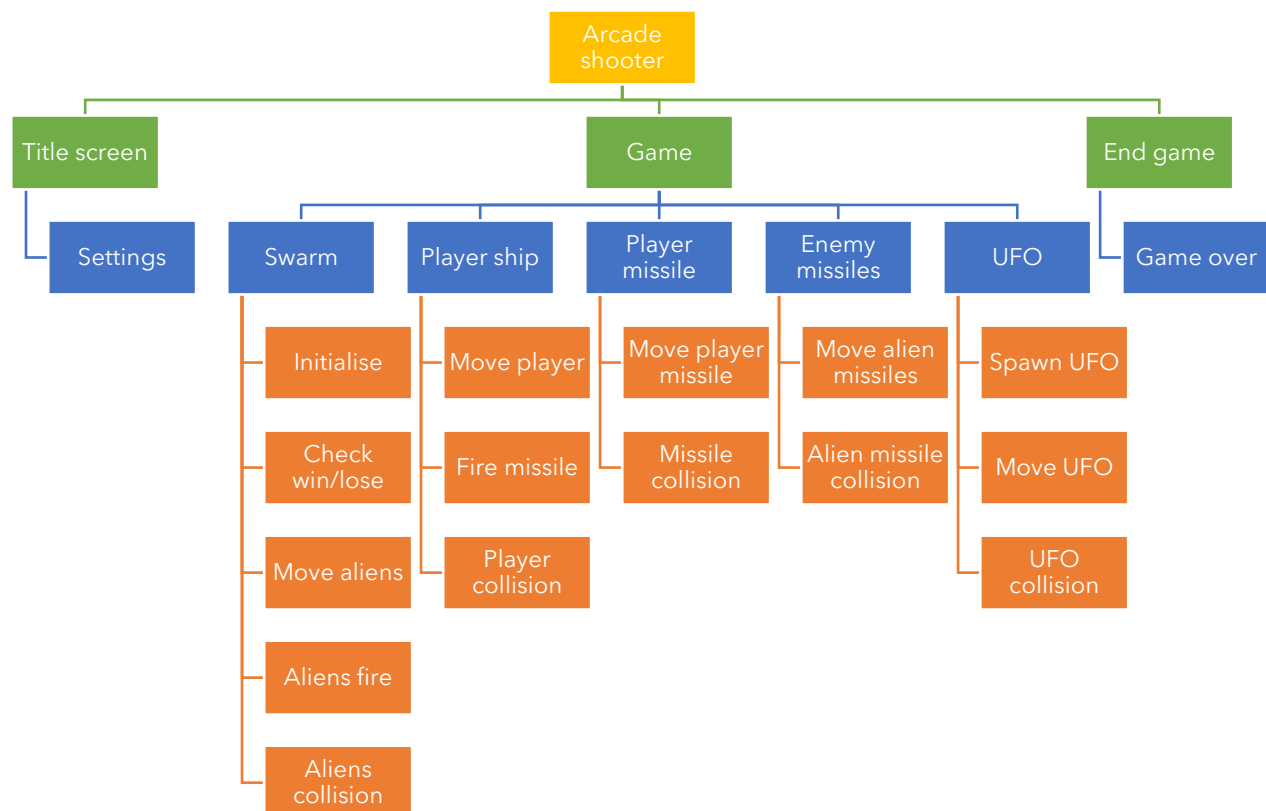 Arcade
shooter
Title screen
Game
End game
Settings
Swarm
Player ship
Player
missile
Enemy
missiles
UFO
Game over
Initialise
Move player
Move player
missile
Move alien
missiles
Spawn UFO
Check
win/lose
Fire missile
Missile
collision
Alien missile
collision
Move UFO
Move aliens
Player
collision
UFO
collision
Aliens fire
Aliens
collision